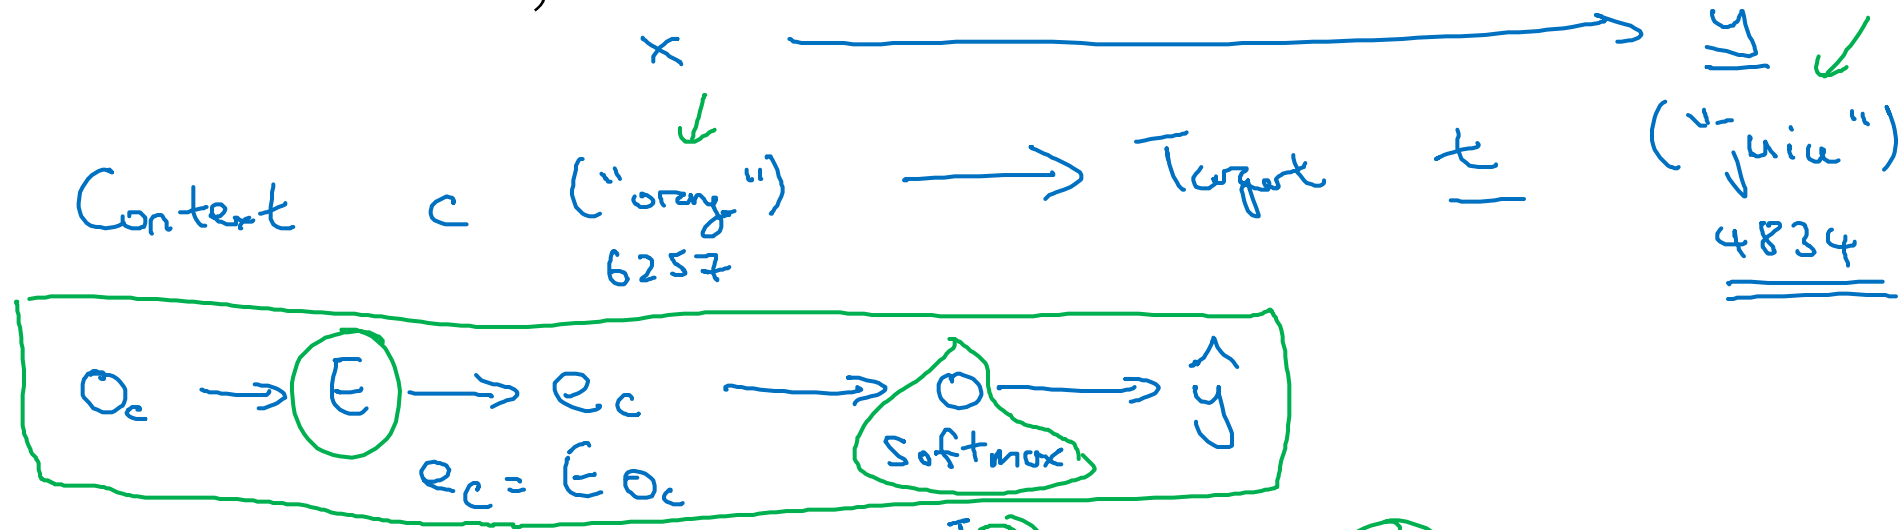 x → y
Context c ("orange") → Target t ("juice")
6257 4834
O_c → E → e_c → O → ŷ
softmax
e_c = E O_c